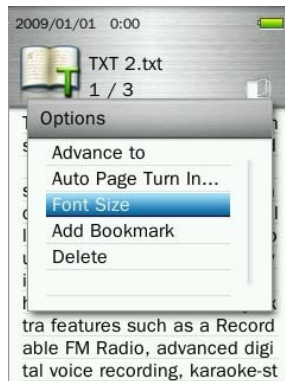 2009/01/01 0:00
TXT 2.txt
1 / 3
Options
Advance to
Auto Page Turn In...
Font Size
Add Bookmark
Delete
tra features such as a Record
able FM Radio, advanced digi
tal voice recording, karaoke-st